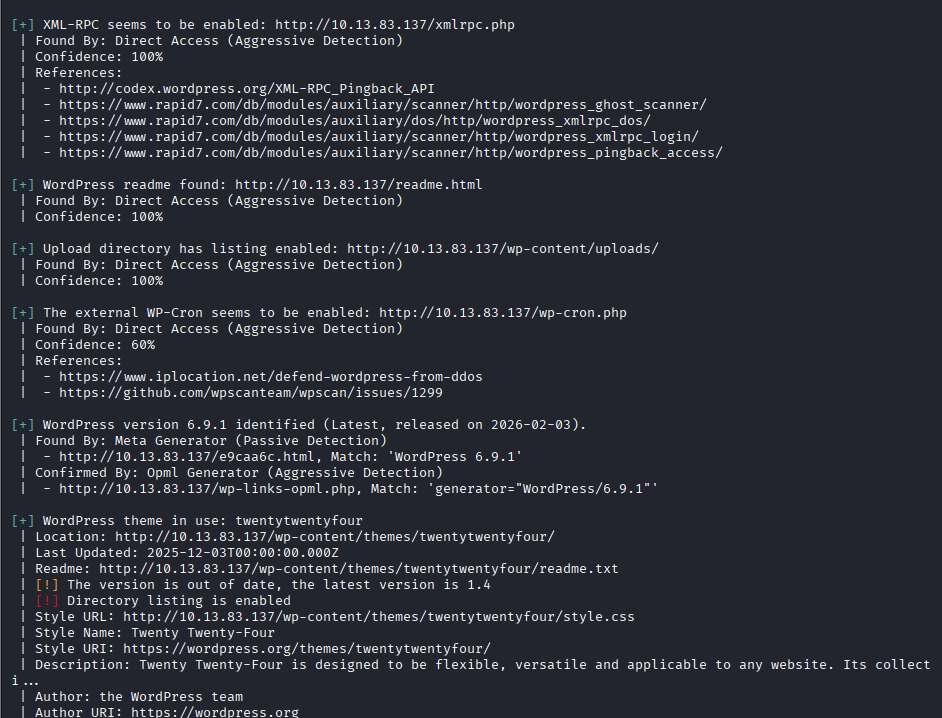 [+] XML-RPC seems to be enabled: http://10.13.83.137/xmlrpc.php
| Found By: Direct Access (Aggressive Detection)
| Confidence: 100%
| References:
|  - http://codex.wordpress.org/XML-RPC_Pingback_API
|  - https://www.rapid7.com/db/modules/auxiliary/scanner/http/wordpress_ghost_scanner/
|  - https://www.rapid7.com/db/modules/auxiliary/dos/http/wordpress_xmlrpc_dos/
|  - https://www.rapid7.com/db/modules/auxiliary/scanner/http/wordpress_xmlrpc_login/
|  - https://www.rapid7.com/db/modules/auxiliary/scanner/http/wordpress_pingback_access/
[+] WordPress readme found: http://10.13.83.137/readme.html
| Found By: Direct Access (Aggressive Detection)
| Confidence: 100%
[+] Upload directory has listing enabled: http://10.13.83.137/wp-content/uploads/
| Found By: Direct Access (Aggressive Detection)
| Confidence: 100%
[+] The external WP-Cron seems to be enabled: http://10.13.83.137/wp-cron.php
| Found By: Direct Access (Aggressive Detection)
| Confidence: 60%
| References:
|  - https://www.iplocation.net/defend-wordpress-from-ddos
|  - https://github.com/wpscanteam/wpscan/issues/1299
[+] WordPress version 6.9.1 identified (Latest, released on 2026-02-03).
| Found By: Meta Generator (Passive Detection)
|  - http://10.13.83.137/e9caa6c.html, Match: 'WordPress 6.9.1'
| Confirmed By: Opml Generator (Aggressive Detection)
|  - http://10.13.83.137/wp-links-opml.php, Match: 'generator="WordPress/6.9.1"'
[+] WordPress theme in use: twentytwentyfour
| Location: http://10.13.83.137/wp-content/themes/twentytwentyfour/
| Last Updated: 2025-12-03T00:00:00.000Z
| Readme: http://10.13.83.137/wp-content/themes/twentytwentyfour/readme.txt
| [!] The version is out of date, the latest version is 1.4
| [!] Directory listing is enabled
| Style URL: http://10.13.83.137/wp-content/themes/twentytwentyfour/style.css
| Style Name: Twenty Twenty-Four
| Style URI: https://wordpress.org/themes/twentytwentyfour/
| Description: Twenty Twenty-Four is designed to be flexible, versatile and applicable to any website. Its collect
i...
| Author: the WordPress team
| Author URI: https://wordpress.org